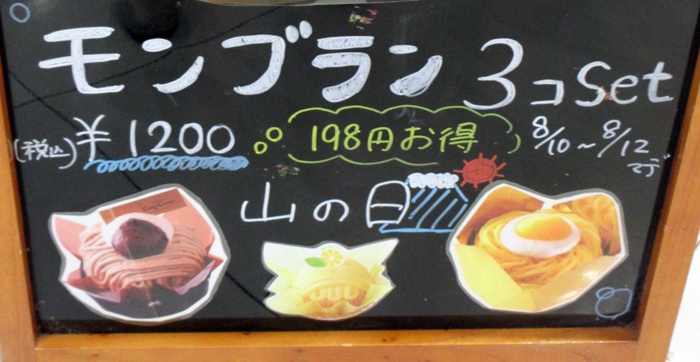 モンブラン3コset
(税込)¥1200
198円お得
8/10~8/12
まで
山の日